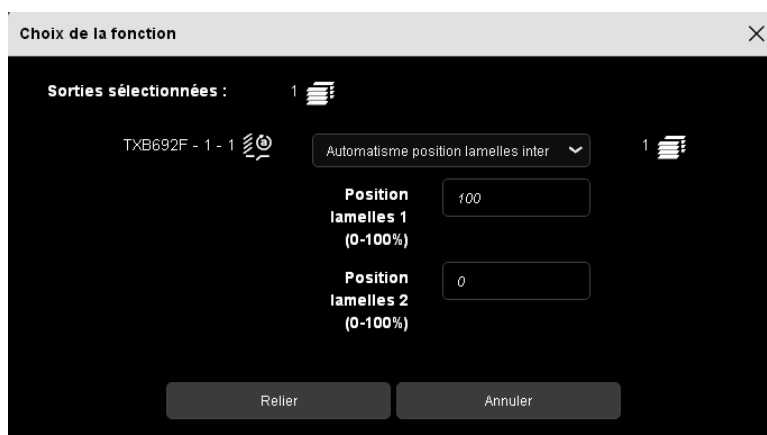 Choix de la fonction
Sorties sélectionnées : 1
TXB692F - 1 - 1 Automatisme position lamelles inter 1
Position lamelles 1 (0-100%) 100
Position lamelles 2 (0-100%) 0
Relier Annuler